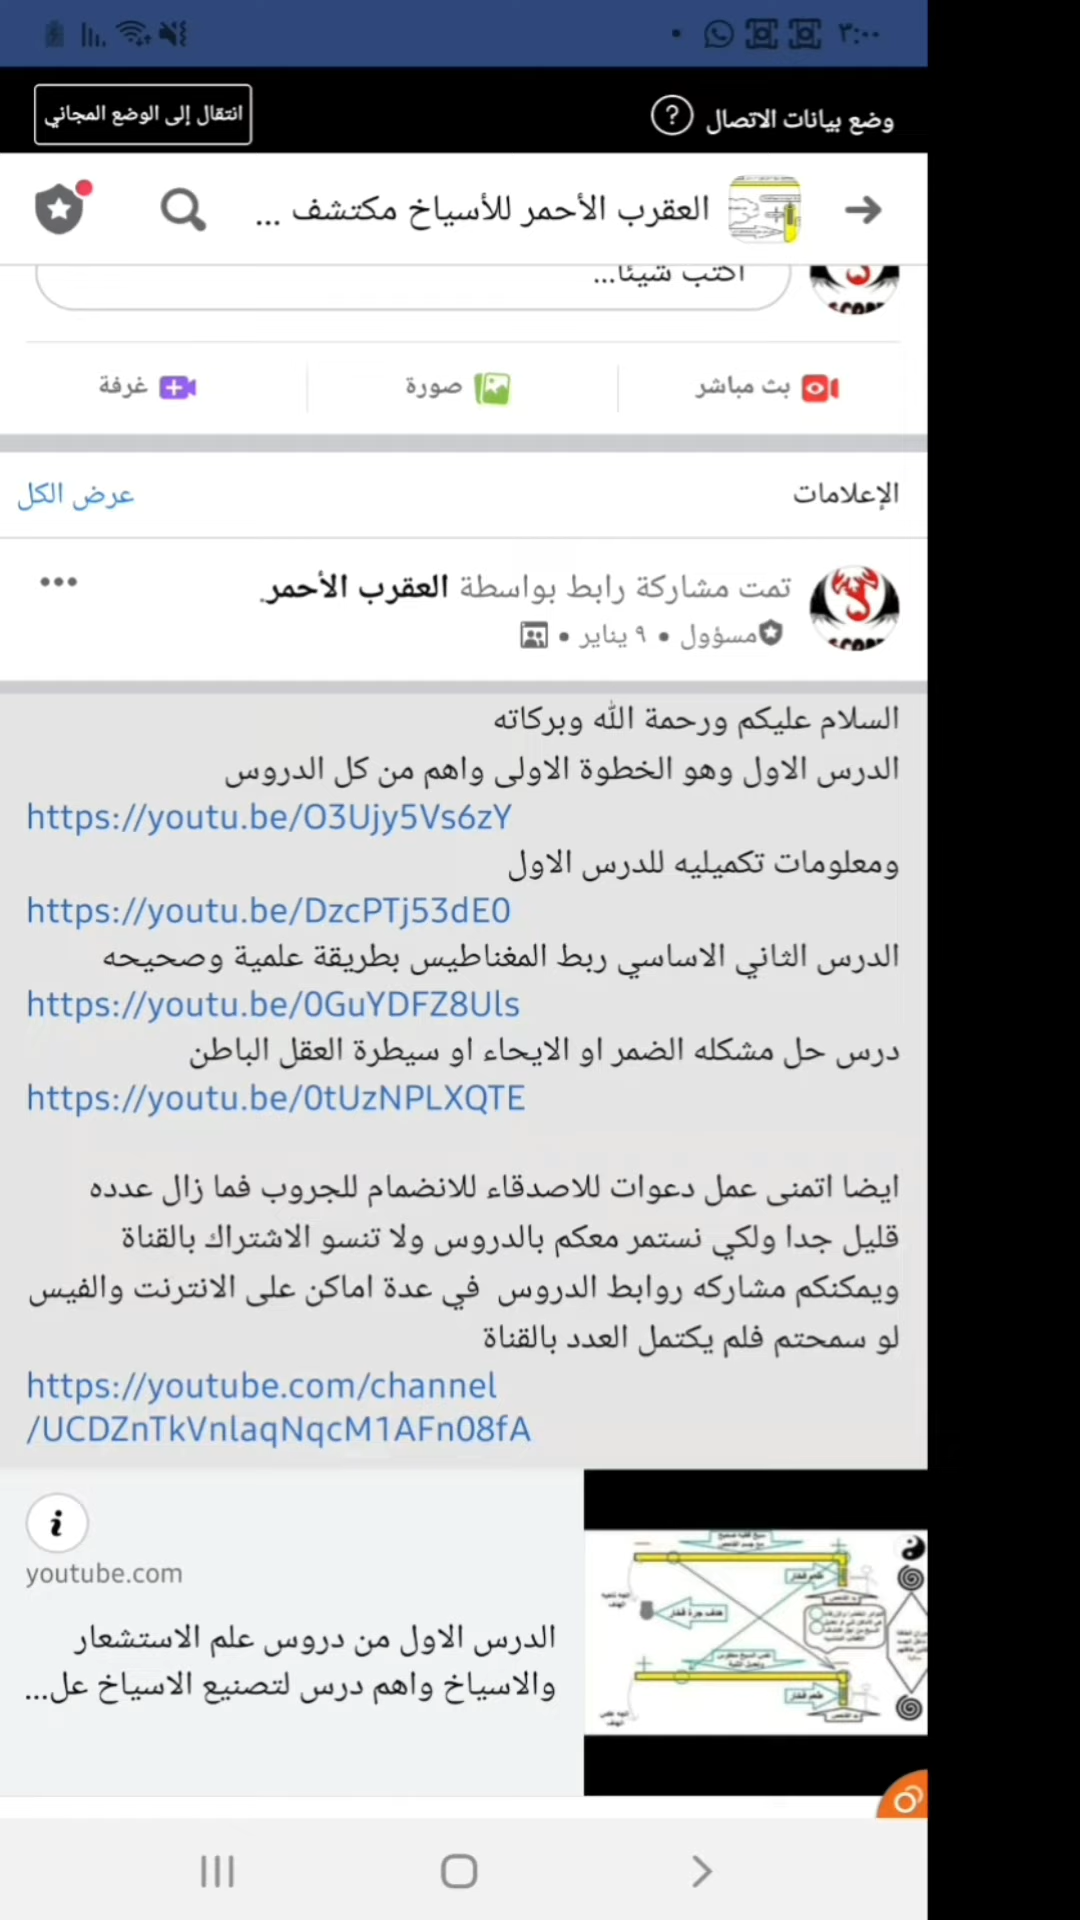 ٣:٠٠
وضع بيانات الاتصال
انتقال إلى الوضع المجاني
العقرب الأحمر للأسياخ مكتشف ...
اكتب شيئا...
بث مباشر
صورة
غرفة
الإعلامات
عرض الكل
تمت مشاركة رابط بواسطة العقرب الأحمر.
مسؤول • ٩ يناير •
السلام عليكم ورحمة الله وبركاته
الدرس الاول وهو الخطوة الاولى واهم من كل الدروس
https://youtu.be/O3Ujy5Vs6zY
ومعلومات تكميليه للدرس الاول
https://youtu.be/DzcPTj53dE0
الدرس الثاني الاساسي ربط المغناطيس بطريقة علمية وصحيحه
https://youtu.be/0GuYDFZ8Uls
درس حل مشكله الضمر او الايحاء او سيطرة العقل الباطن
https://youtu.be/0tUzNPLXQTE
ايضا اتمنى عمل دعوات للاصدقاء للانضمام للجروب فما زال عدده
قليل جدا ولكي نستمر معكم بالدروس ولا تنسو الاشتراك بالقناة
ويمكنكم مشاركه روابط الدروس في عدة اماكن على الانترنت والفيس
لو سمحتم فلم يكتمل العدد بالقناة
https://youtube.com/channel
/UCDZnTkVnlaqNqcM1AFn08fA
youtube.com
الدرس الاول من دروس علم الاستشعار
والاسياخ واهم درس لتصنيع الاسياخ عل...
هدف جرة فخار